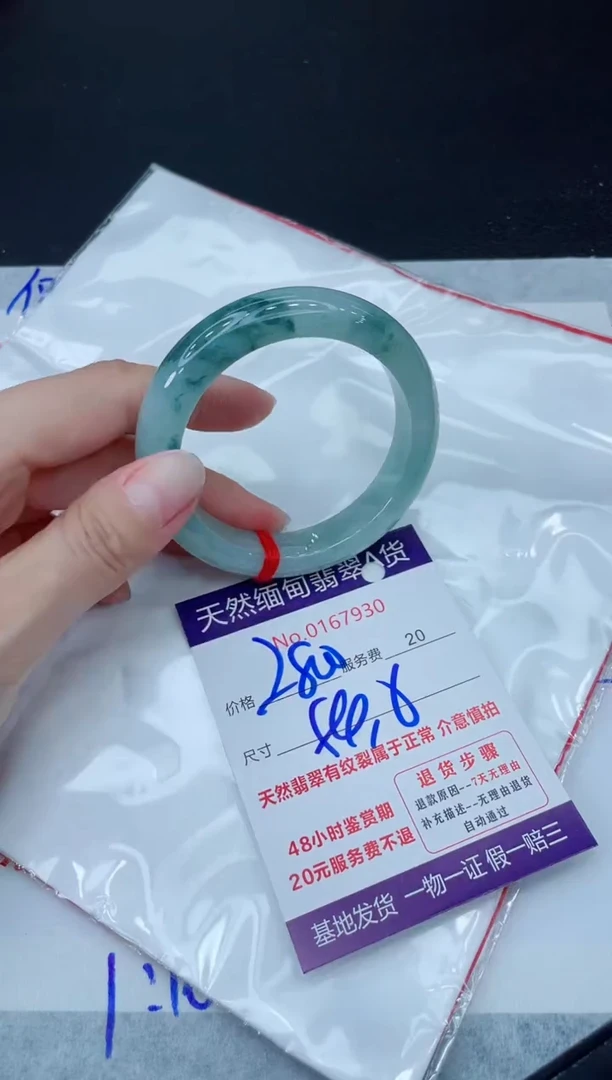 天然缅甸翡翠A货
No.0167930
价格 2800 服务费 20
尺寸
天然翡翠有纹裂属于正常 介意慎拍
48小时鉴赏期
20元服务费不退
退货步骤
退款原因--7天无理由
补充描述--无理由退货
自动通过
基地发货 一物一证 假一赔三